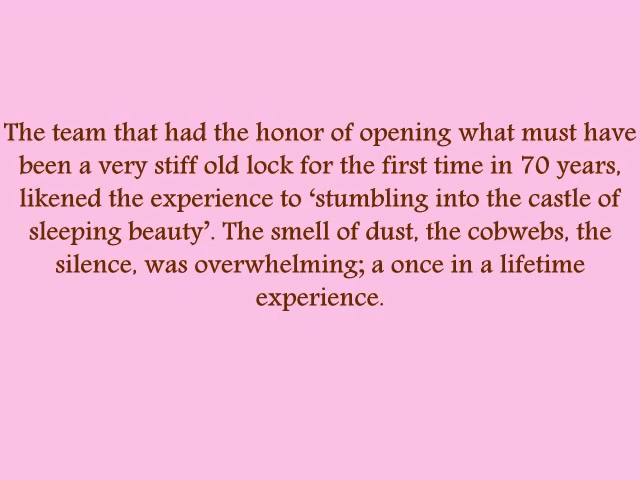 The team that had the honor of opening what must have
been a very stiff old lock for the first time in 70 years,
likened the experience to ‘stumbling into the castle of
sleeping beauty’. The smell of dust, the cobwebs, the
silence, was overwhelming; a once in a lifetime
experience.